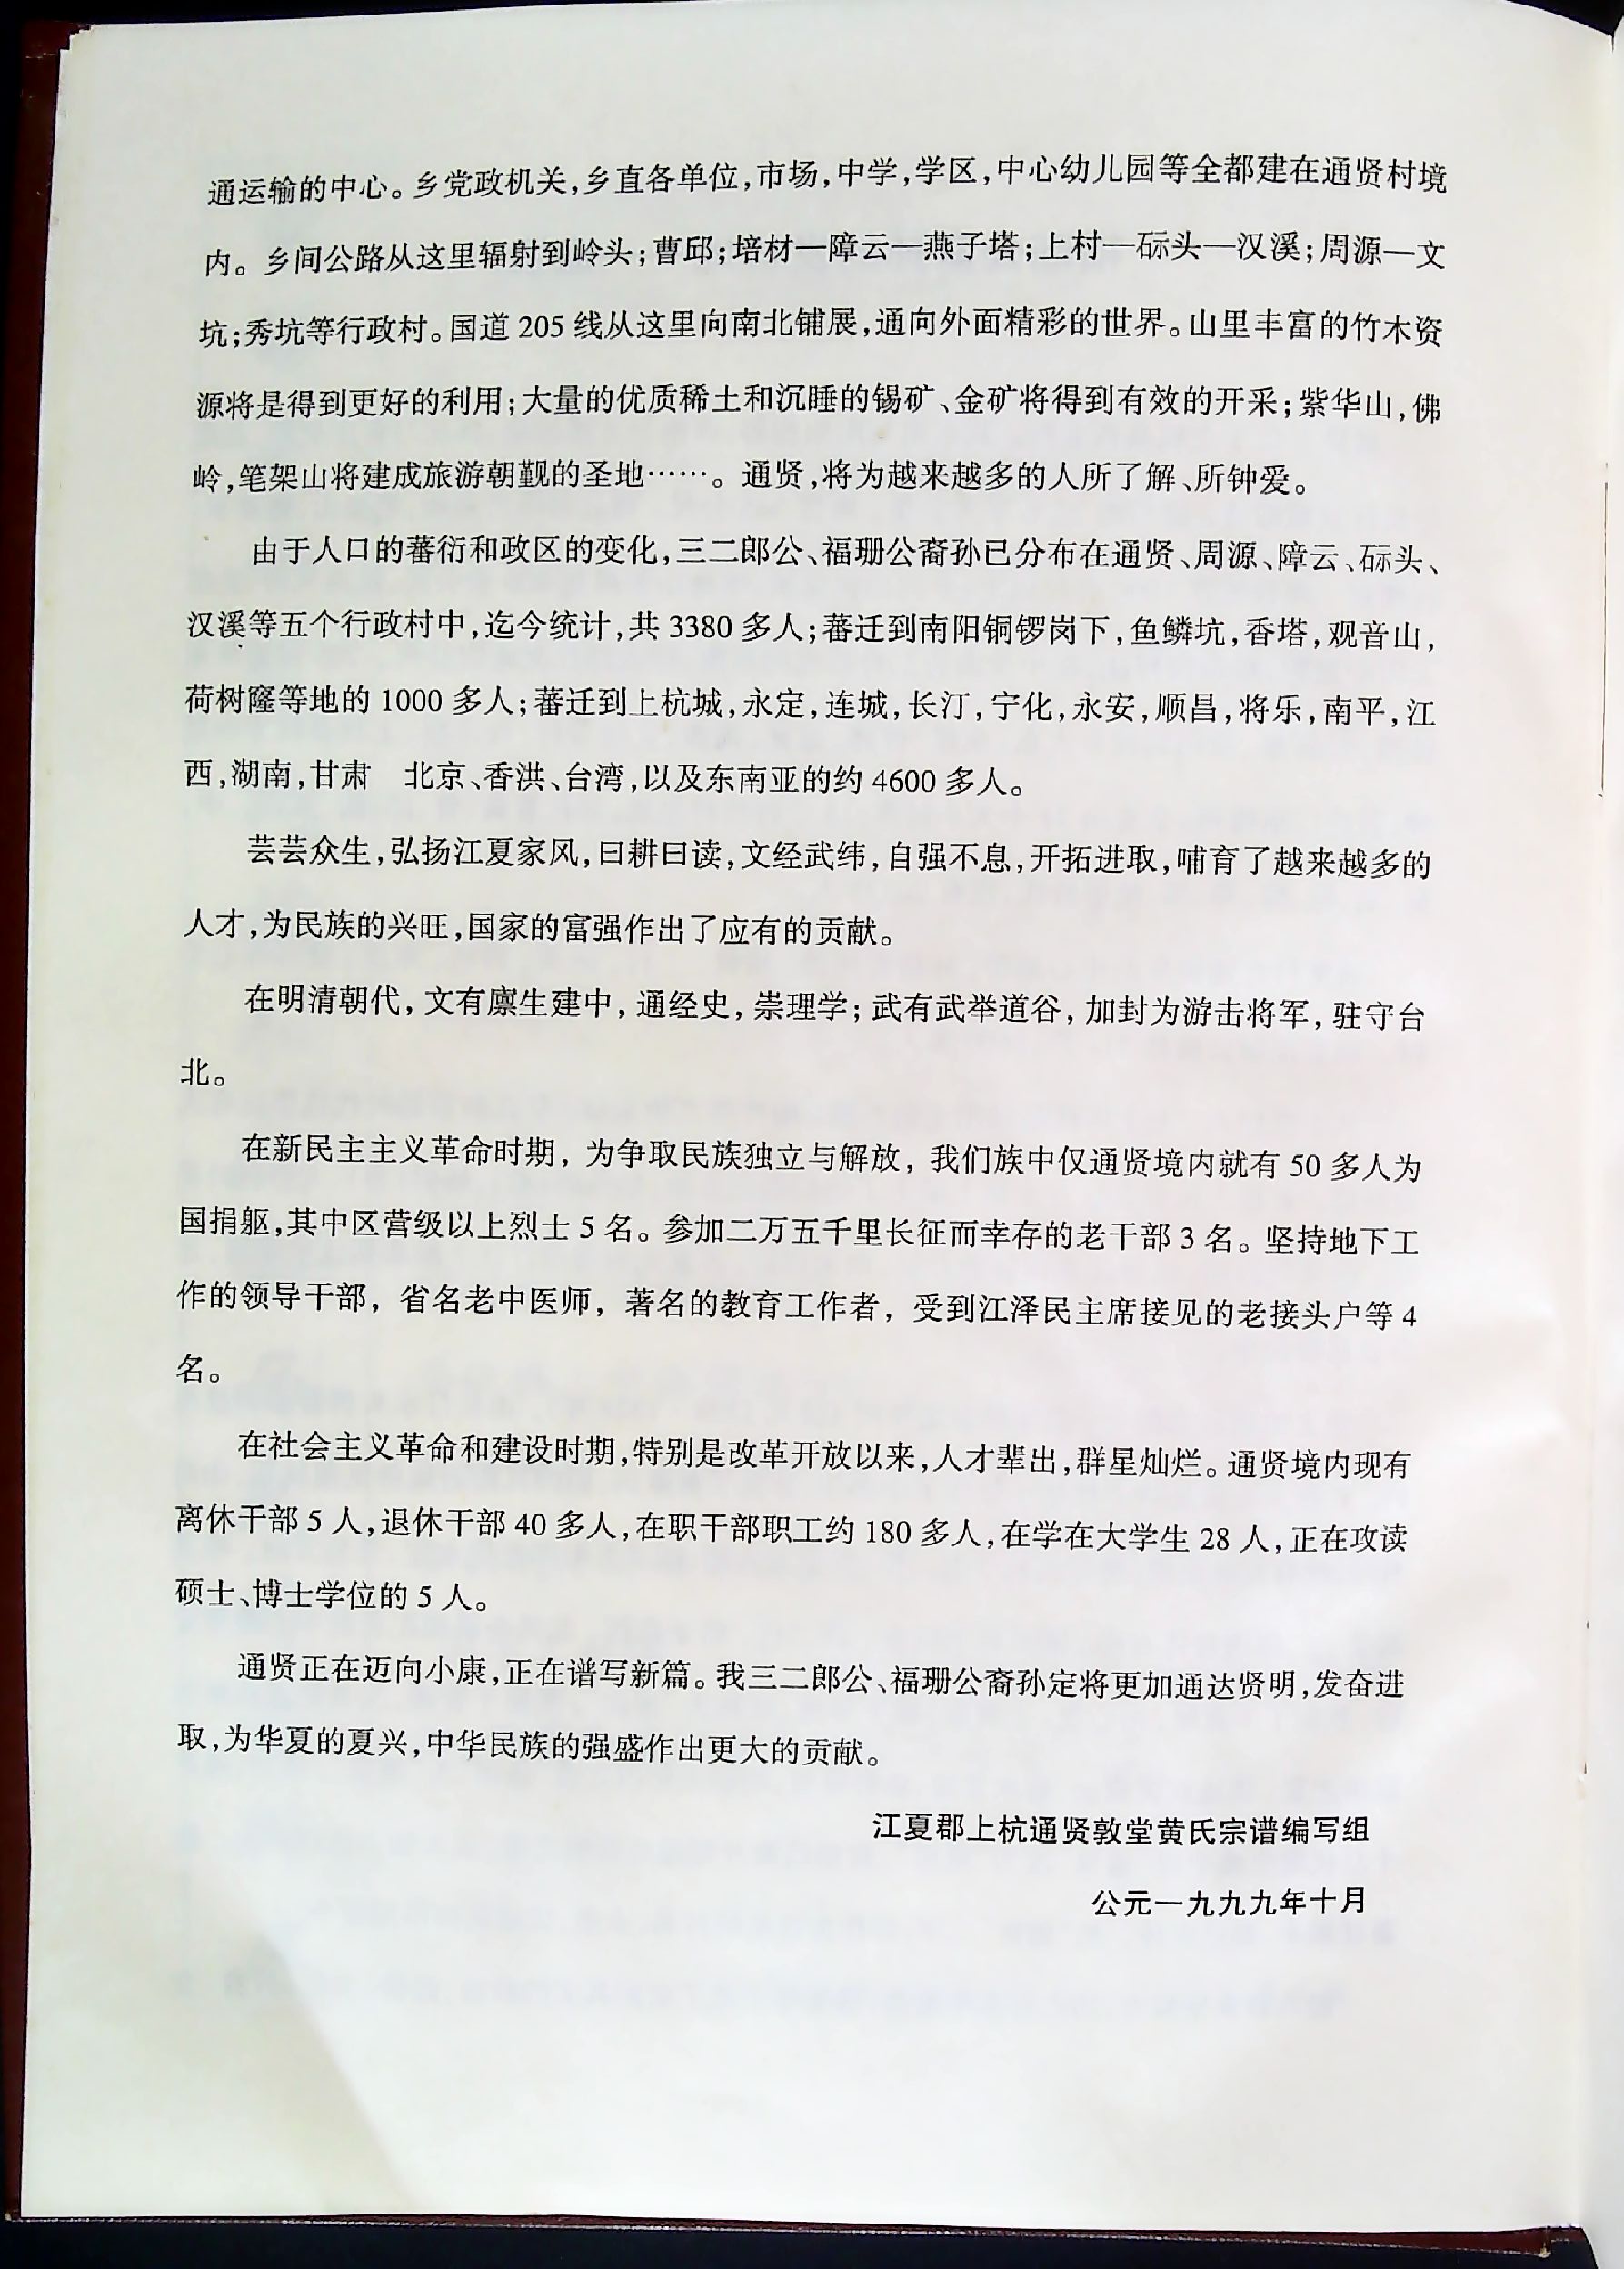 通运输的中心。乡党政机关,乡直各单位,市场,中学,学区,中心幼儿园等全都建在通贤村境
内。乡间公路从这里辐射到岭头;曹邱;培材—障云—燕子塔;上村—砾头—汉溪;周源—文
坑;秀坑等行政村。国道 205 线从这里向南北铺展,通向外面精彩的世界。山里丰富的竹木资
源将是得到更好的利用;大量的优质稀土和沉睡的锡矿、金矿将得到有效的开采;紫华山,佛
岭,笔架山将建成旅游朝觐的圣地……。通贤,将为越来越多的人所了解、所钟爱。
由于人口的蕃衍和政区的变化,三二郎公、福珊公裔孙已分布在通贤、周源、障云、砾头、
汉溪等五个行政村中,迄今统计,共 3380 多人;蕃迁到南阳铜锣岗下,鱼鳞坑,香塔,观音山,
荷树窿等地的 1000 多人;蕃迁到上杭城,永定,连城,长汀,宁化,永安,顺昌,将乐,南平,江
西,湖南,甘肃 北京、香洪、台湾,以及东南亚的约 4600 多人。
芸芸众生,弘扬江夏家风,曰耕曰读,文经武纬,自强不息,开拓进取,哺育了越来越多的
人才,为民族的兴旺,国家的富强作出了应有的贡献。
在明清朝代,文有廪生建中,通经史,崇理学;武有武举道谷,加封为游击将军,驻守台
北。
在新民主主义革命时期,为争取民族独立与解放,我们族中仅通贤境内就有 50 多人为
国捐躯,其中区营级以上烈士 5 名。参加二万五千里长征而幸存的老干部 3 名。坚持地下工
作的领导干部,省名老中医师,著名的教育工作者,受到江泽民主席接见的老接头户等 4
名。
在社会主义革命和建设时期,特别是改革开放以来,人才辈出,群星灿烂。通贤境内现有
离休干部 5 人,退休干部 40 多人,在职干部职工约 180 多人,在学在大学生 28 人,正在攻读
硕士、博士学位的 5 人。
通贤正在迈向小康,正在谱写新篇。我三二郎公、福珊公裔孙定将更加通达贤明,发奋进
取,为华夏的夏兴,中华民族的强盛作出更大的贡献。
江夏郡上杭通贤敦堂黄氏宗谱编写组
公元一九九九年十月